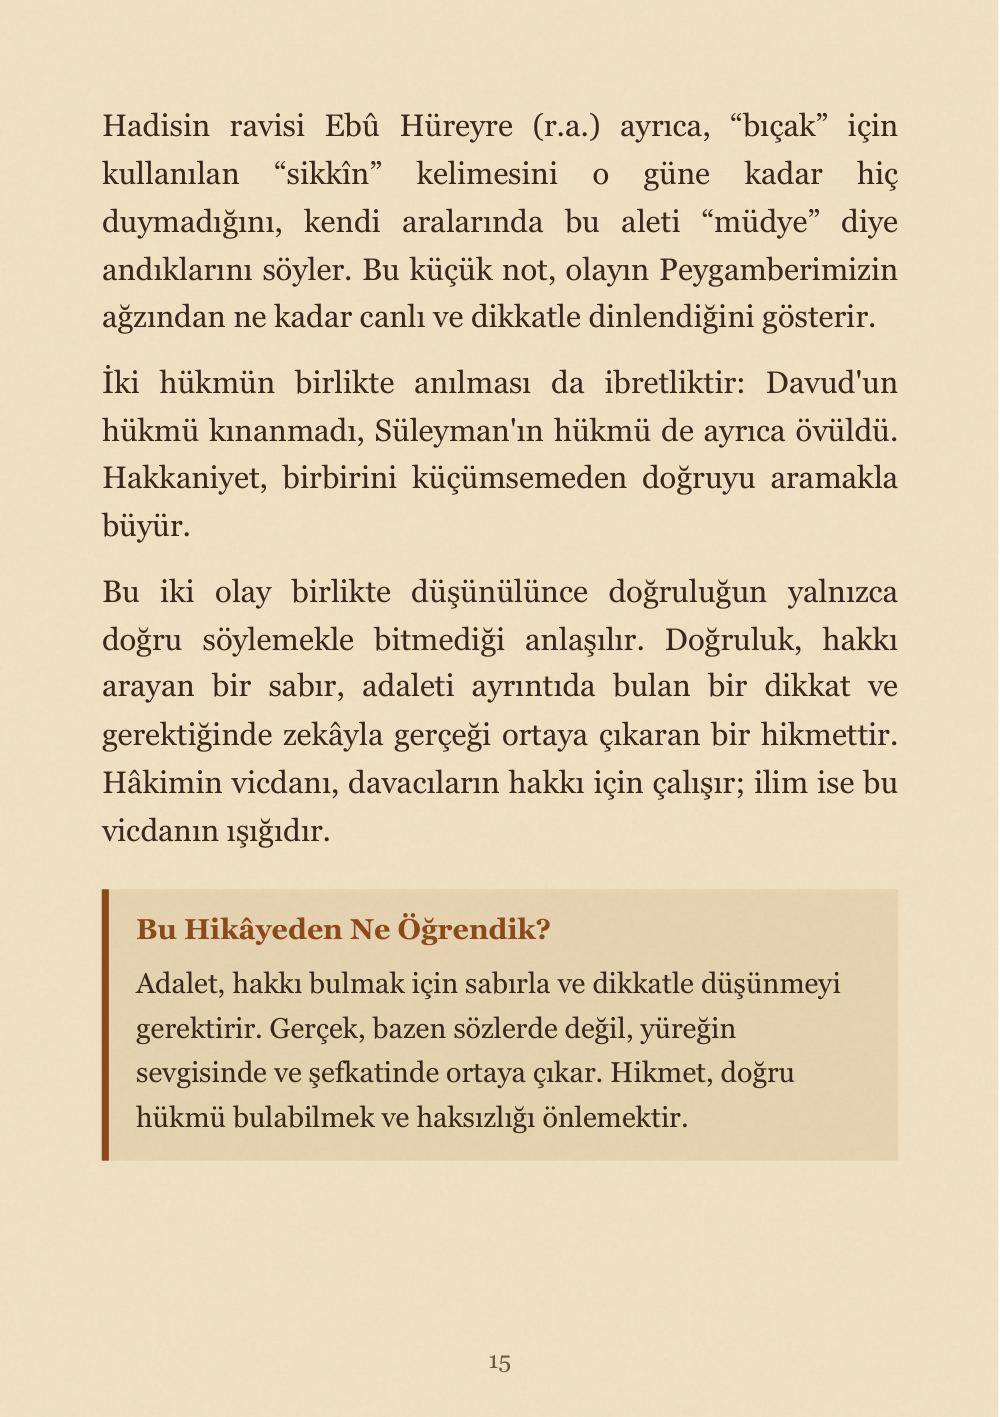 Hadisin ravisi Ebû Hüreyre (r.a.) ayrıca, “bıçak” için
kullanılan “sikkîn” kelimesini o güne kadar hiç
duymadığını, kendi aralarında bu aleti “müdye” diye
andıklarını söyler. Bu küçük not, olayın Peygamberimizin
ağzından ne kadar canlı ve dikkatle dinlendiğini gösterir.
İki hükmün birlikte anılması da ibretliktir: Davud'un
hükmü kınanmadı, Süleyman'ın hükmü de ayrıca övüldü.
Hakkaniyet, birbirini küçümsemeden doğruyu aramakla
büyür.
Bu iki olay birlikte düşünülünce doğruluğun yalnızca
doğru söylemekle bitmediği anlaşılır. Doğruluk, hakkı
arayan bir sabır, adaleti ayrıntıda bulan bir dikkat ve
gerektiğinde zekâyla gerçeği ortaya çıkaran bir hikmettir.
Hâkimin vicdanı, davacıların hakkı için çalışır; ilim ise bu
vicdanın ışığıdır.
Bu Hikâyeden Ne Öğrendik?
Adalet, hakkı bulmak için sabırla ve dikkatle düşünmeyi
gerektirir. Gerçek, bazen sözlerde değil, yüreğin
sevgisinde ve şefkatinde ortaya çıkar. Hikmet, doğru
hükmü bulabilmek ve haksızlığı önlemektir.
15